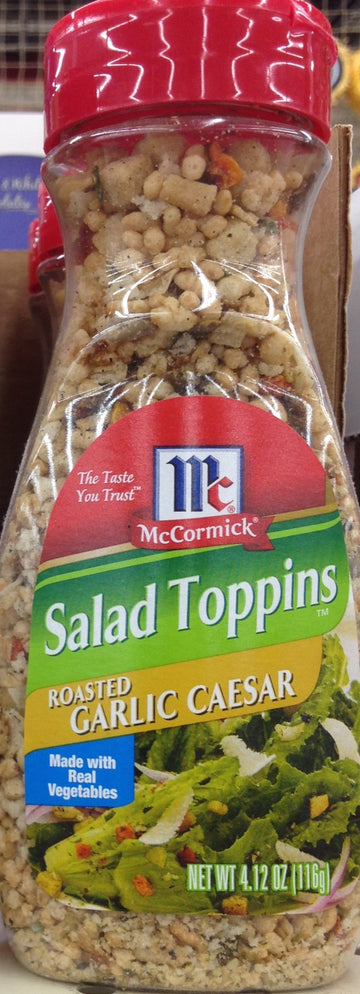 The Taste
You Trust™
Mc®
McCormick®
Salad Toppins™
ROASTED
GARLIC CAESAR
Made with
Real
Vegetables
NET WT 4.12 OZ (116g)